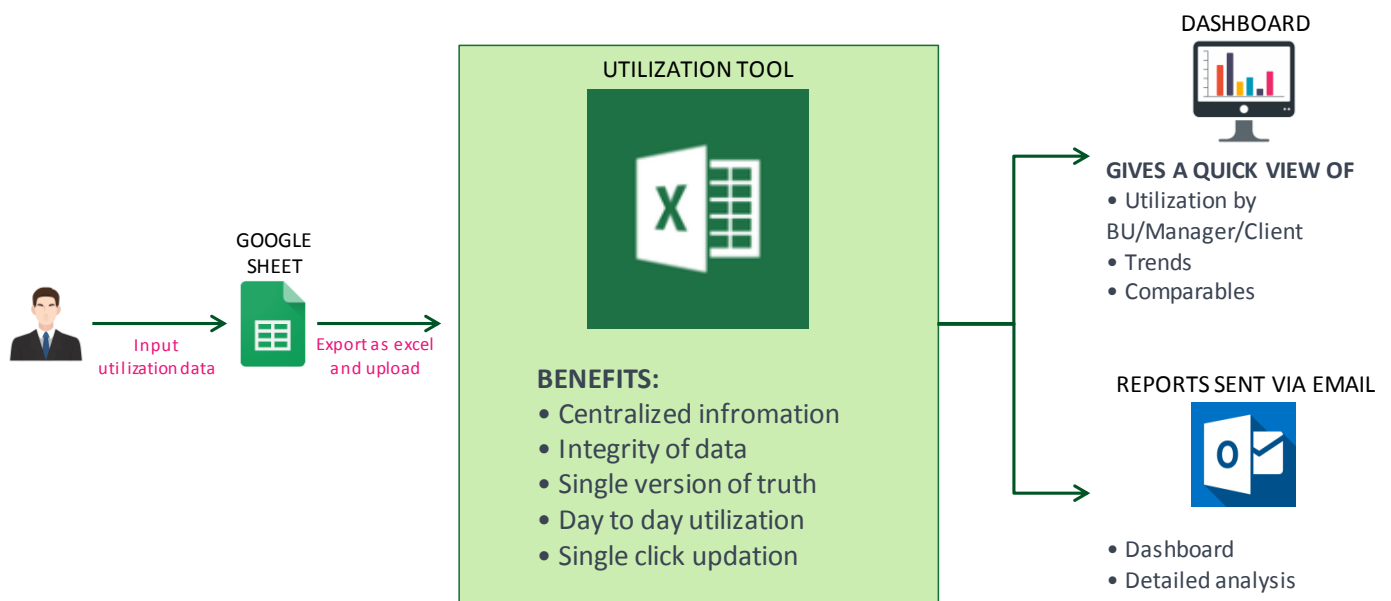 GOOGLE
SHEET
Input
utilization data
Export as excel
and upload
UTILIZATION TOOL
X
BENEFITS:
• Centralized infromation
• Integrity of data
• Single version of truth
• Day to day utilization
• Single click updation
DASHBOARD
GIVES A QUICK VIEW OF
• Utilization by
BU/Manager/Client
• Trends
• Comparables
REPORTS SENT VIA EMAIL
O
• Dashboard
• Detailed analysis